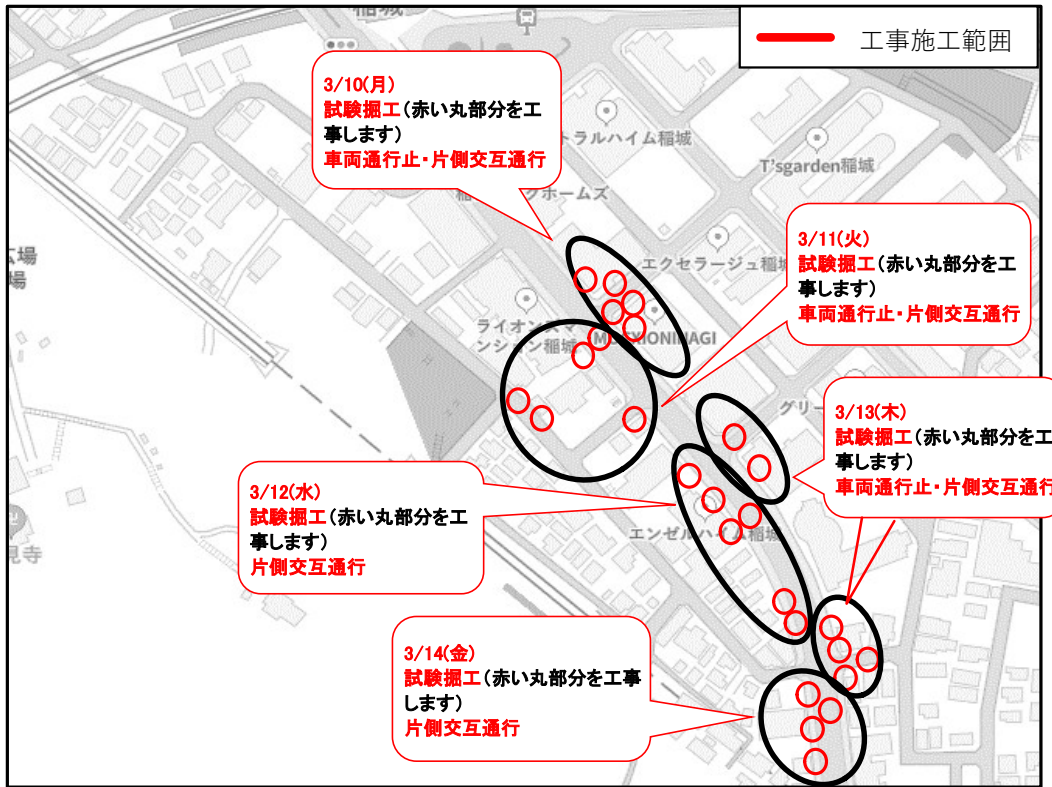 稲城
工事施工範囲
3/10(月)
試験掘工(赤い丸部分を工
事します)
車両通行止・片側交互通行
トラルハイム稲城
T'sgarden稲城
クホームズ
エクセラージュ稲城
3/11(火)
試験掘工(赤い丸部分を工
事します)
車両通行止・片側交互通行
広場
場
ライオンズマ
ンション稲城
グリー
3/13(木)
試験掘工(赤い丸部分を工
事します)
車両通行止・片側交互通行
3/12(水)
試験掘工(赤い丸部分を工
事します)
片側交互通行
エンゼルハイム稲城
見寺
3/14(金)
試験掘工(赤い丸部分を工事
します)
片側交互通行